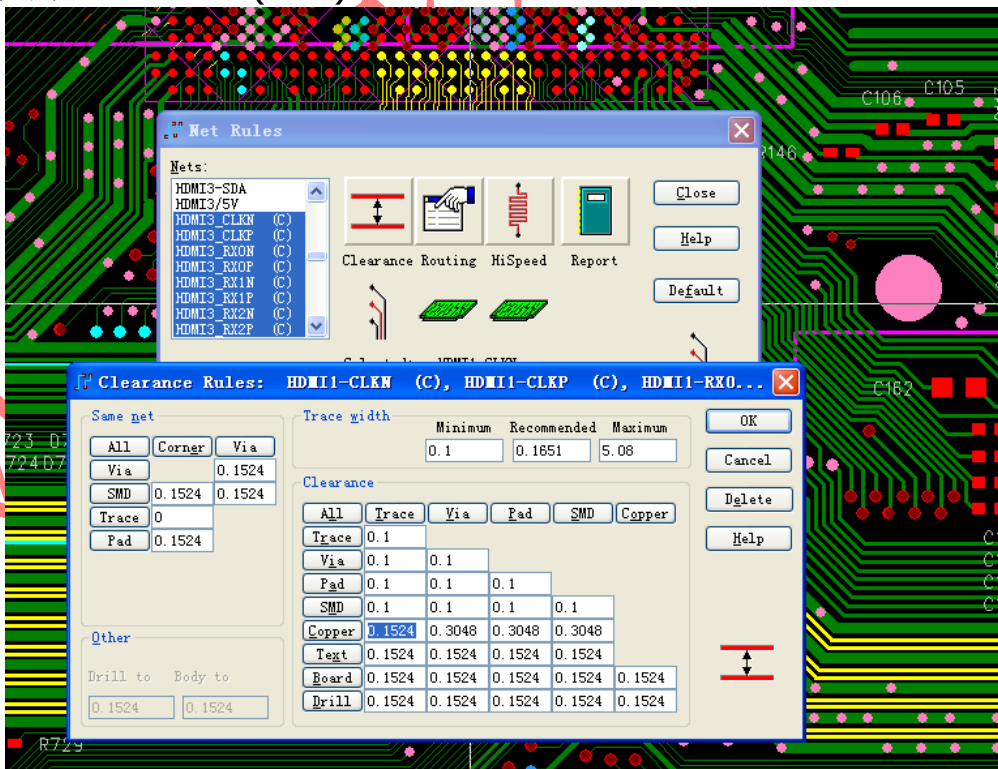 C106 C105
Net Rules
R146
Nets:
HDMI3-SDA
HDMI3/5V
HDMI3_CLKN (C)
HDMI3_CLKP (C)
HDMI3_RX0N (C)
HDMI3_RX0P (C)
HDMI3_RX1N (C)
HDMI3_RX1P (C)
HDMI3_RX2N (C)
HDMI3_RX2P (C)
Clearance Routing HiSpeed Report
Close
Help
Default
Clearance Rules: HDMI1-CLKN (C), HDMI1-CLKP (C), HDMI1-RX0...
C162
Same net
All Corner Via
Via 0.1524
SMD 0.1524 0.1524
Trace 0
Pad 0.1524
Other
Drill to Body to
0.1524 0.1524
Trace width
Minimum Recommended Maximum
0.1 0.1651 5.08
Clearance
All Trace Via Pad SMD Copper
Trace 0.1
Via 0.1 0.1
Pad 0.1 0.1 0.1
SMD 0.1 0.1 0.1 0.1
Copper 0.1524 0.3048 0.3048 0.3048
Text 0.1524 0.1524 0.1524 0.1524
Board 0.1524 0.1524 0.1524 0.1524 0.1524
Drill 0.1524 0.1524 0.1524 0.1524 0.1524
OK
Cancel
Delete
Help
R729